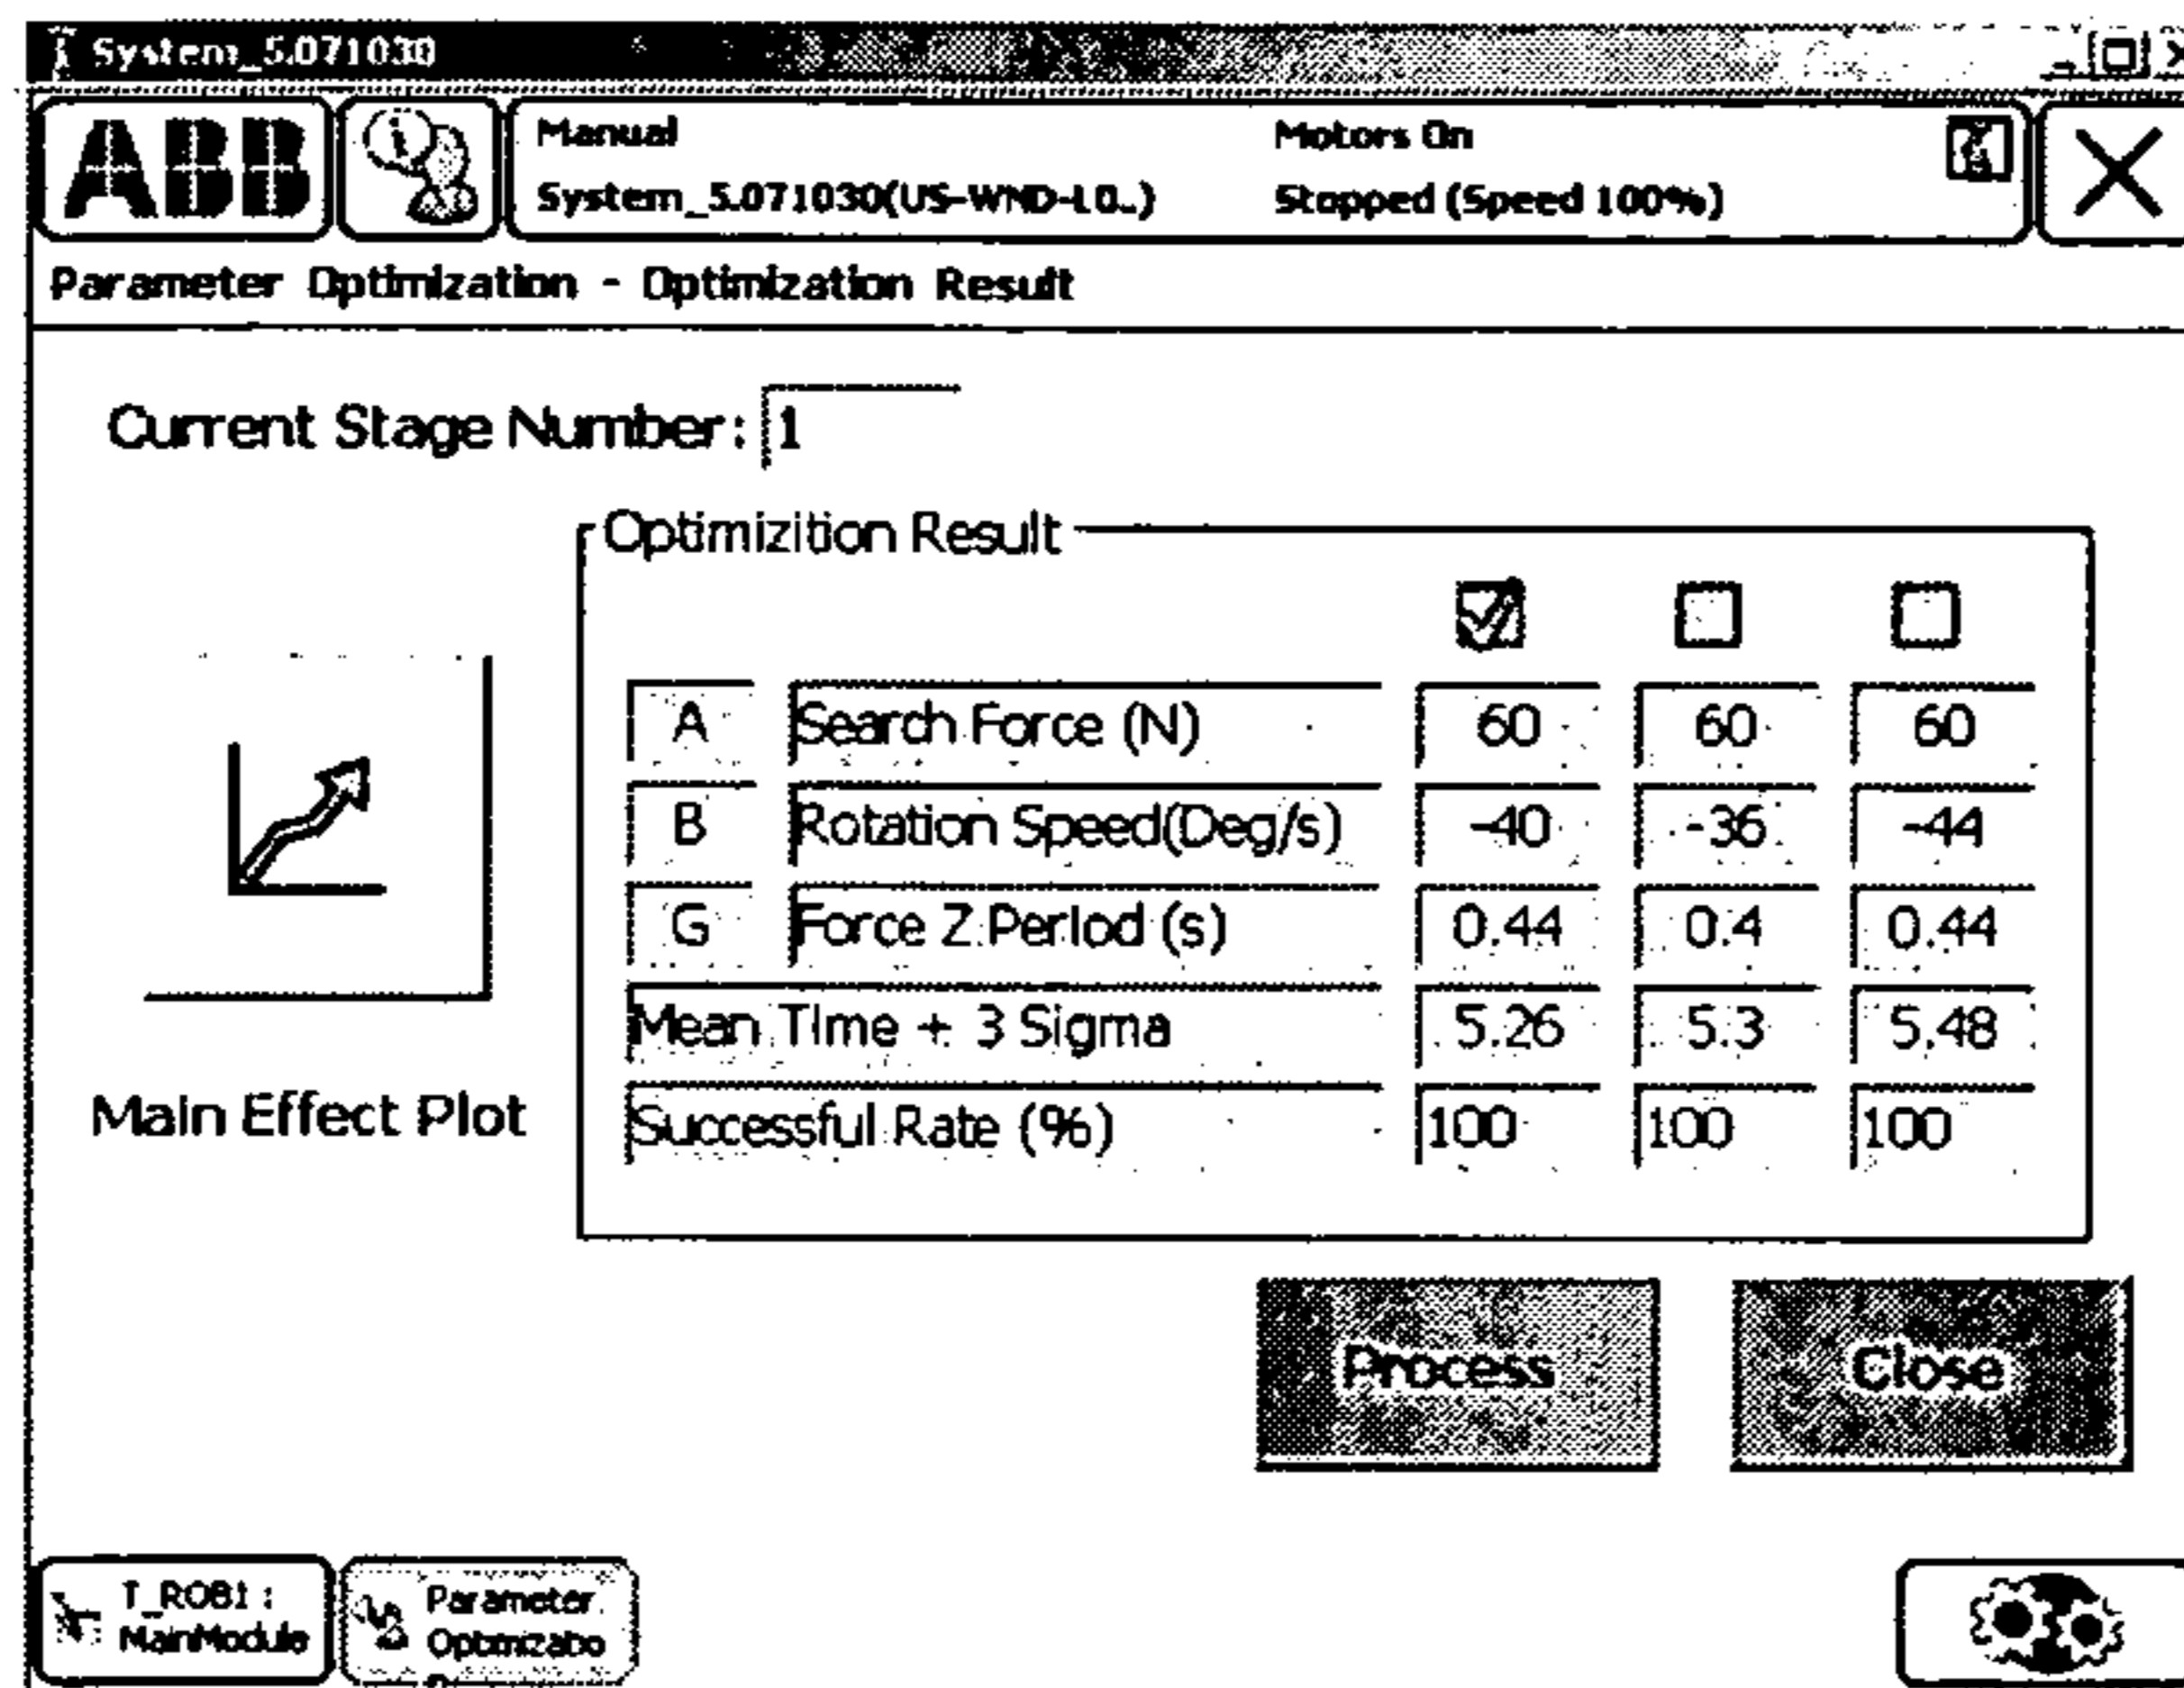 System_5.071030
ABB
Manual
Motors On
System_5.071030(US-WND-L0..)
Stopped (Speed 100%)
Parameter Optimization - Optimization Result
Current Stage Number: 1
Optimizition Result
A Search Force (N) 60 60 60
B Rotation Speed(Deg/s) -40 -36 -44
G Force Z Period (s) 0.44 0.4 0.44
Mean Time + 3 Sigma 5.26 5.3 5.48
Main Effect Plot
Successful Rate (%) 100 100 100
Process
Close
T_ROB1 :
MainModule
Parameter
Optimizatio